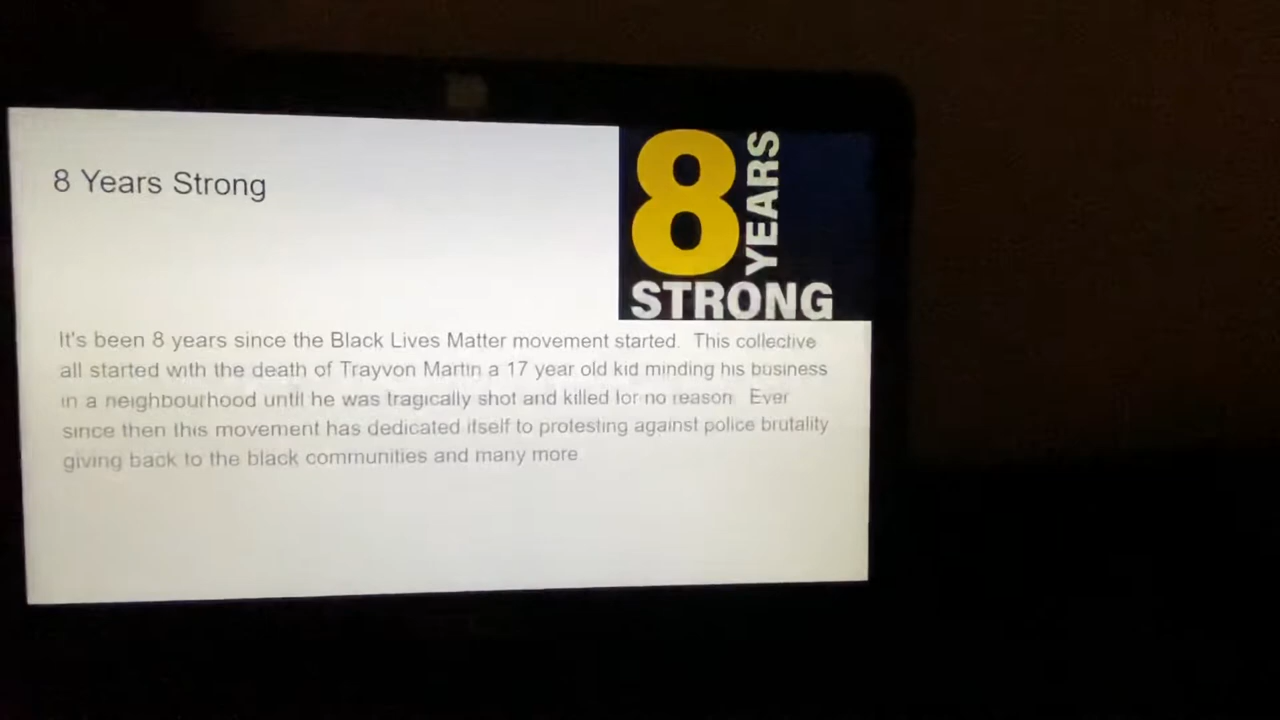 8 Years Strong
8
YEARS
STRONG
It's been 8 years since the Black Lives Matter movement started. This collective
all started with the death of Trayvon Martin a 17 year old kid minding his business
in a neighbourhood until he was tragically shot and killed for no reason. Ever
since then this movement has dedicated itself to protesting against police brutality
giving back to the black communities and many more.